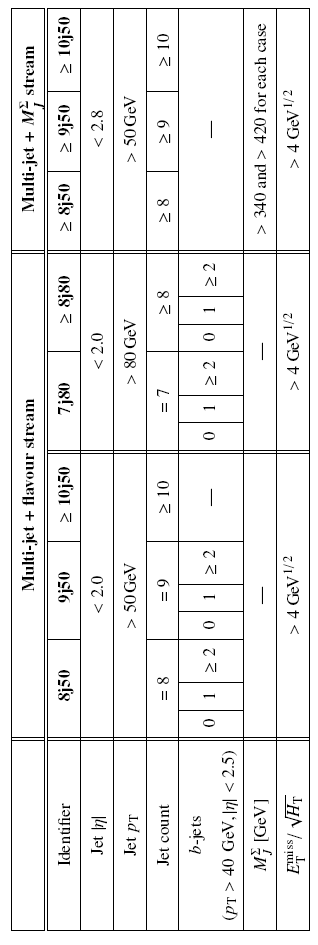 Multi-jet + flavour stream Multi-jet + M_J^Σ stream
Identifier 8j50 9j50 ≥ 10j50 7j80 ≥ 8j80 ≥ 8j50 ≥ 9j50 ≥ 10j50
Jet |η| < 2.0 < 2.0 < 2.8
Jet p_T > 50 GeV > 80 GeV > 50 GeV
Jet count = 8 = 9 ≥ 10 = 7 ≥ 8 ≥ 8 ≥ 9 ≥ 10
b-jets 0 1 ≥ 2 0 1 ≥ 2 — 0 1 ≥ 2 0 1 ≥ 2 —
(p_T > 40 GeV, |η| < 2.5)
M_J^Σ [GeV] — — > 340 and > 420 for each case
E_T^miss / √H_T > 4 GeV^1/2 > 4 GeV^1/2 > 4 GeV^1/2